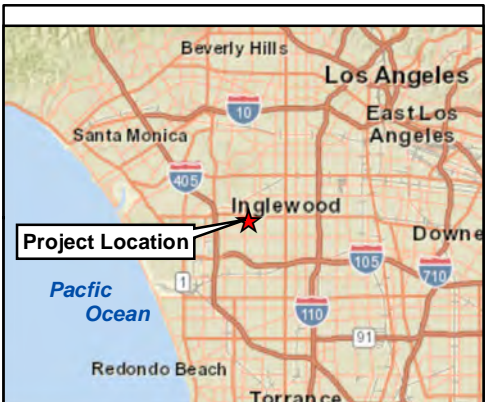 Beverly Hills
Los Angeles
10
East Los
Angeles
Santa Monica
405
Inglewood
Project Location
Downe
105
710
Pacfic
Ocean
1
110
91
Redondo Beach
Torrance